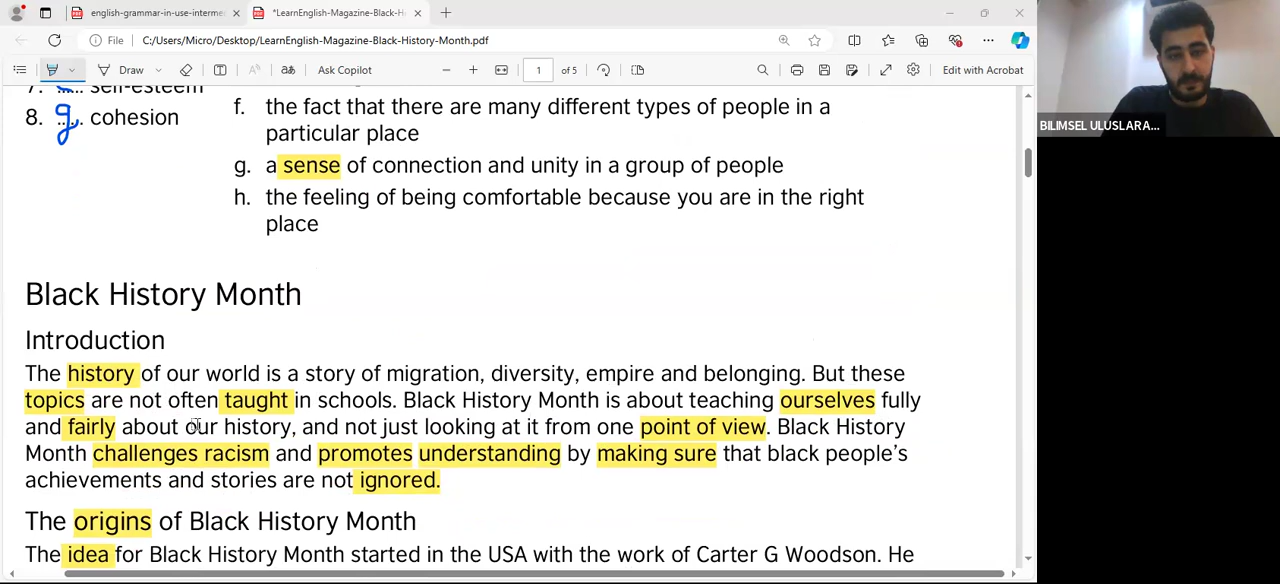 english-grammar-in-use-interme
*LearnEnglish-Magazine-Black-Hi
File C:/Users/Micro/Desktop/LearnEnglish-Magazine-Black-History-Month.pdf
Draw
Ask Copilot
1 of 5
Edit with Acrobat
BILIMSEL ULUSLARA...
7. self-esteem
8. g cohesion
f. the fact that there are many different types of people in a
particular place
g. a sense of connection and unity in a group of people
h. the feeling of being comfortable because you are in the right
place
Black History Month
Introduction
The history of our world is a story of migration, diversity, empire and belonging. But these
topics are not often taught in schools. Black History Month is about teaching ourselves fully
and fairly about our history, and not just looking at it from one point of view. Black History
Month challenges racism and promotes understanding by making sure that black people's
achievements and stories are not ignored.
The origins of Black History Month
The idea for Black History Month started in the USA with the work of Carter G Woodson. He